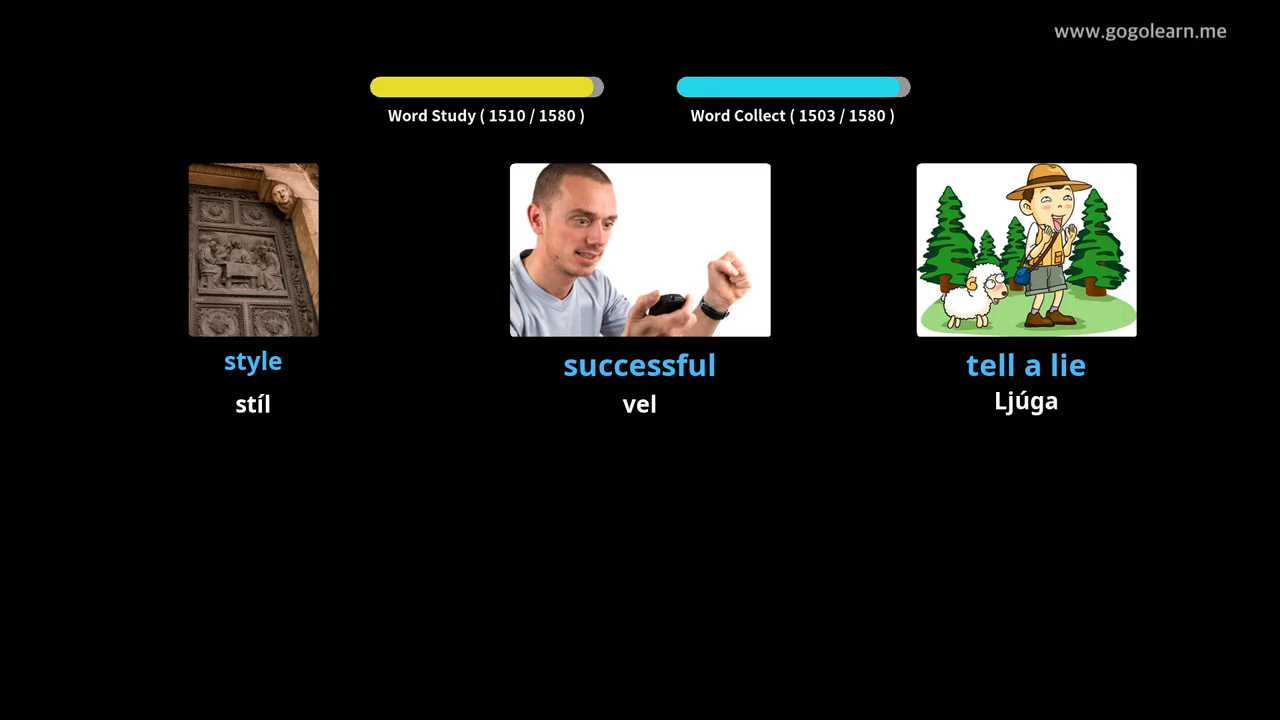 www.gogolearn.me
Word Study ( 1510 / 1580 )
Word Collect ( 1503 / 1580 )
style
stíl
successful
vel
tell a lie
Ljúga